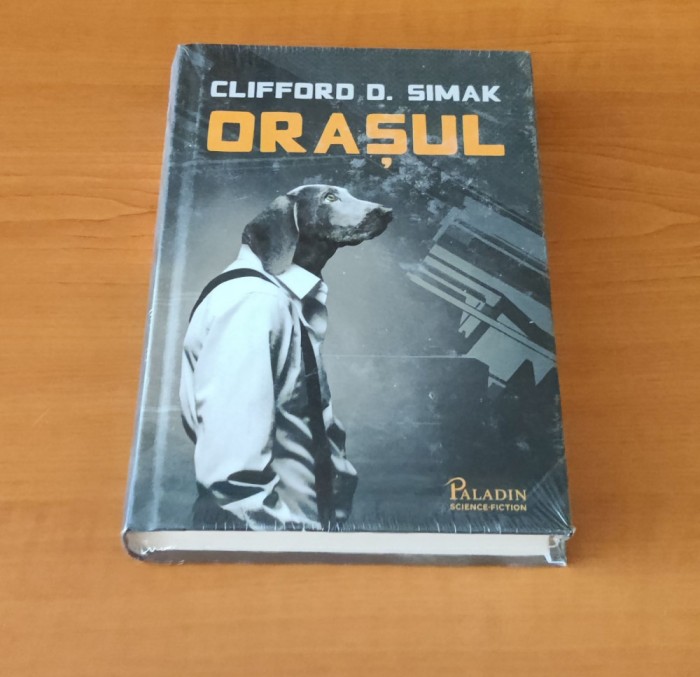 CLIFFORD D. SIMAK
ORAȘUL
PALADIN
SCIENCE-FICTION